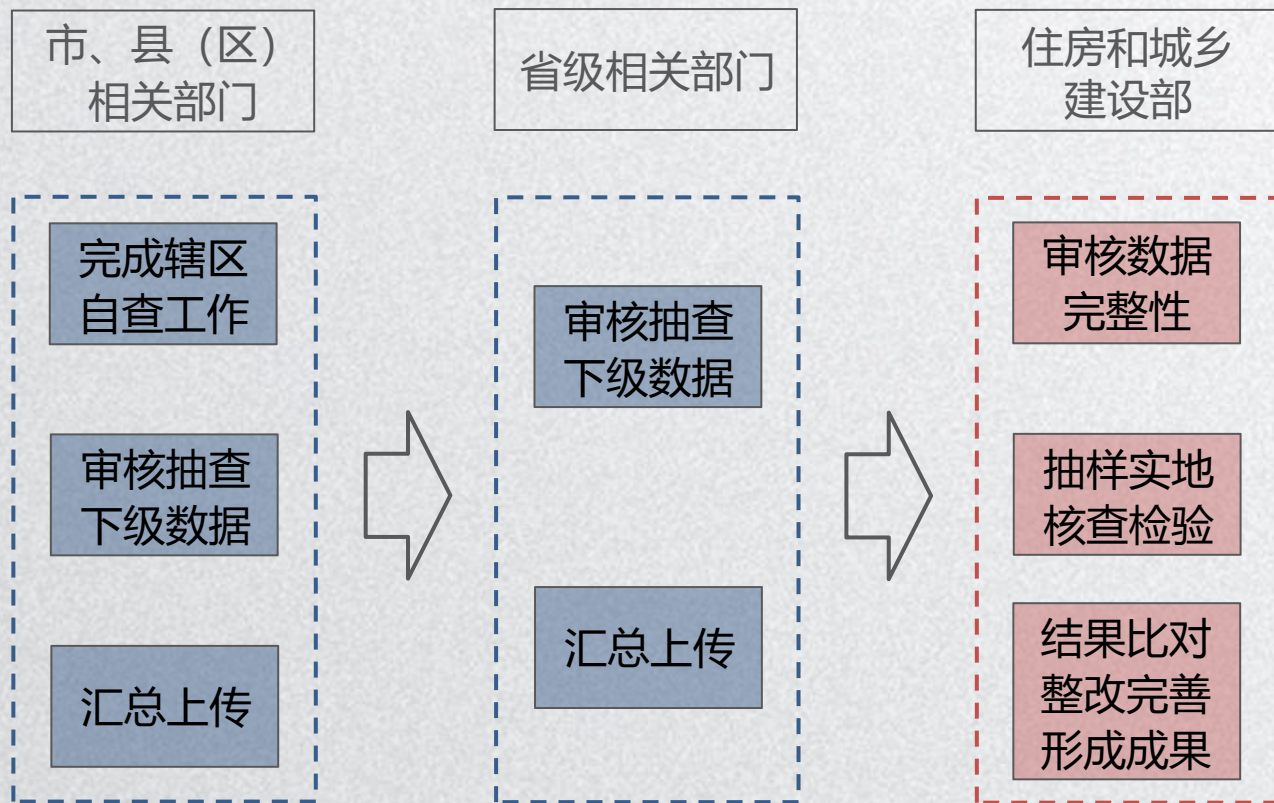 市、县（区）
相关部门
省级相关部门
住房和城乡
建设部
完成辖区
自查工作
审核抽查
下级数据
汇总上传
审核抽查
下级数据
汇总上传
审核数据
完整性
抽样实地
核查检验
结果比对
整改完善
形成成果